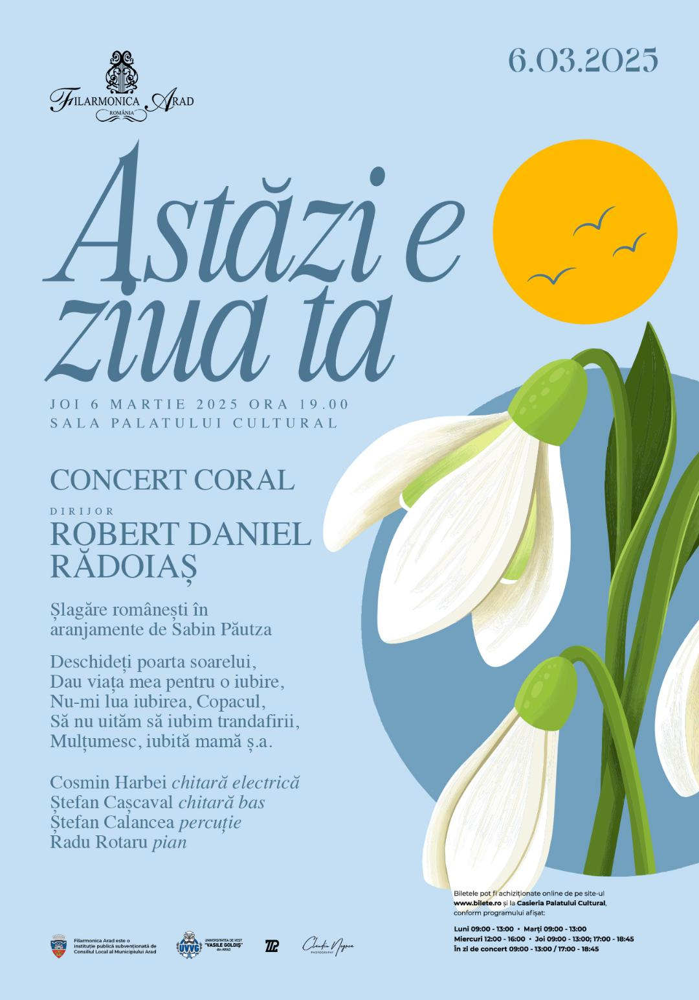 6.03.2025
FILARMONICA ARAD
ROMÂNIA
Astăzi e
ziua ta
JOI 6 MARTIE 2025 ORA 19.00
SALA PALATULUI CULTURAL
CONCERT CORAL
DIRIJOR
ROBERT DANIEL
RĂDOIAȘ
Șlagăre românești în
aranjamente de Sabin Păutza
Deschideți poarta soarelui,
Dau viața mea pentru o iubire,
Nu-mi lua iubirea, Copacul,
Să nu uităm să iubim trandafirii,
Mulțumesc, iubită mamă ș.a.
Cosmin Harbei chitară electrică
Ștefan Cașcaval chitară bas
Ștefan Calancea percuție
Radu Rotaru pian
Biletele pot fi achiziționate online de pe site-ul
www.bilete.ro și la Casieria Palatului Cultural,
conform programului afișat:
Luni 09:00 - 13:00 • Marți 09:00 - 13:00
Miercuri 12:00 - 16:00 • Joi 09:00 - 13:00; 17:00 - 18:45
În zi de concert 09:00 - 13:00 / 17:00 - 18:45
Filarmonica Arad este o
instituție publică subvenționată de
Consiliul Local al Municipiului Arad
UVVG
UNIVERSITATEA DE VEST
"VASILE GOLDIȘ"
din ARAD
Claudiu Negrea
PHOTOGRAPHY